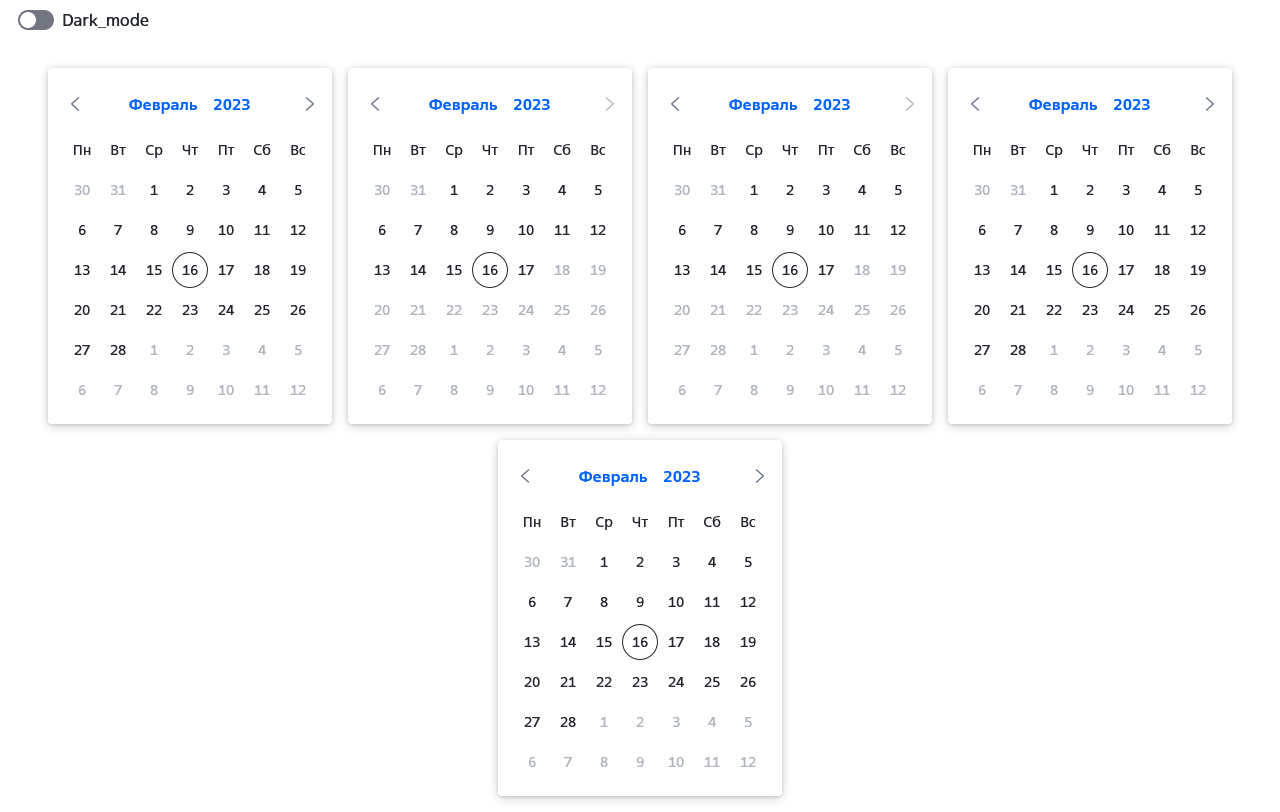 Dark_mode
Февраль 2023 Февраль 2023 Февраль 2023 Февраль 2023
Пн Вт Ср Чт Пт Сб Вс Пн Вт Ср Чт Пт Сб Вс Пн Вт Ср Чт Пт Сб Вс Пн Вт Ср Чт Пт Сб Вс
30 31 1 2 3 4 5 30 31 1 2 3 4 5 30 31 1 2 3 4 5 30 31 1 2 3 4 5
6 7 8 9 10 11 12 6 7 8 9 10 11 12 6 7 8 9 10 11 12 6 7 8 9 10 11 12
13 14 15 16 17 18 19 13 14 15 16 17 18 19 13 14 15 16 17 18 19 13 14 15 16 17 18 19
20 21 22 23 24 25 26 20 21 22 23 24 25 26 20 21 22 23 24 25 26 20 21 22 23 24 25 26
27 28 1 2 3 4 5 27 28 1 2 3 4 5 27 28 1 2 3 4 5 27 28 1 2 3 4 5
6 7 8 9 10 11 12 6 7 8 9 10 11 12 6 7 8 9 10 11 12 6 7 8 9 10 11 12
Февраль 2023
Пн Вт Ср Чт Пт Сб Вс
30 31 1 2 3 4 5
6 7 8 9 10 11 12
13 14 15 16 17 18 19
20 21 22 23 24 25 26
27 28 1 2 3 4 5
6 7 8 9 10 11 12